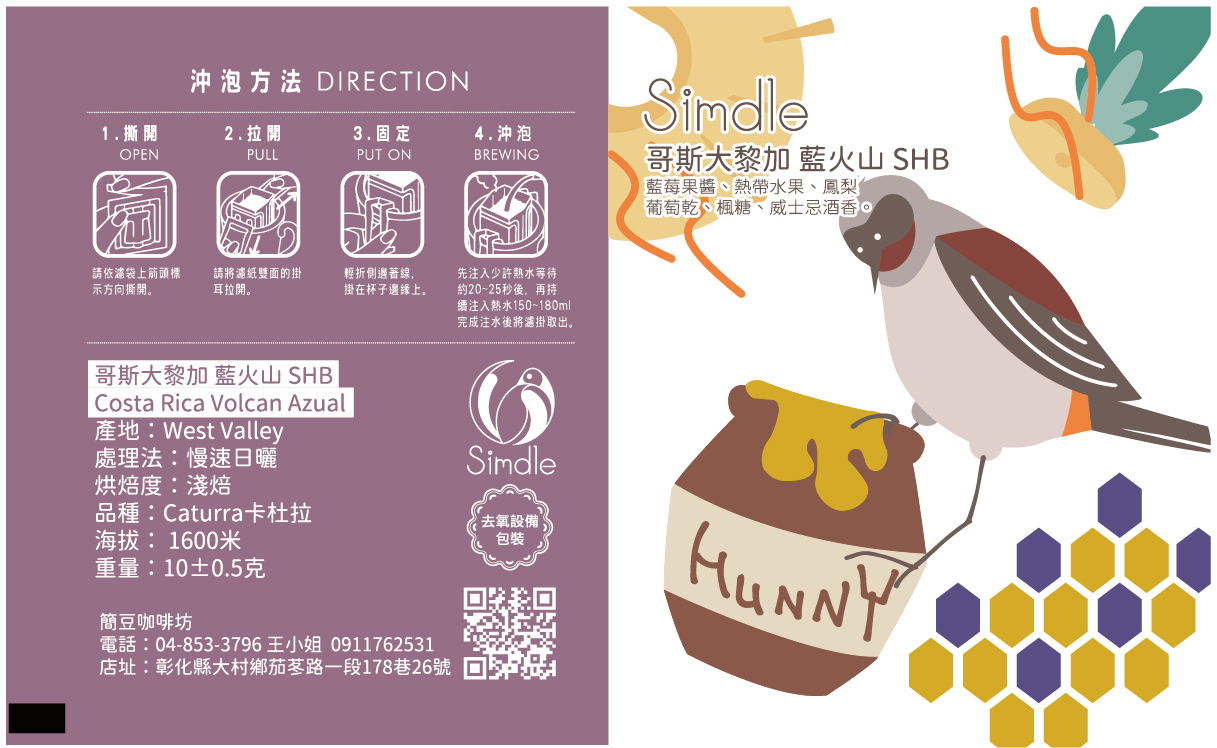 沖泡方法 DIRECTION
1.撕開
OPEN
2.拉開
PULL
3.固定
PUT ON
4.沖泡
BREWING
請依濾袋上箭頭標
示方向撕開。
請將濾紙雙面的掛
耳拉開。
輕折側邊著線,
掛在杯子邊緣上。
先注入少許熱水等待
約20~25秒後, 再持
續注入熱水150~180ml
完成注水後將濾掛取出。
哥斯大黎加 藍火山 SHB
Costa Rica Volcan Azual
產地：West Valley
處理法：慢速日曬
烘焙度：淺焙
品種：Caturra卡杜拉
海拔： 1600米
重量：10±0.5克
Simdle
去氧設備
包裝
簡豆咖啡坊
電話：04-853-3796 王小姐 0911762531
店址：彰化縣大村鄉茄苳路一段178巷26號
Simdle
哥斯大黎加 藍火山 SHB
藍莓果醬、熱帶水果、鳳梨
葡萄乾、楓糖、威士忌酒香。
HUNNY